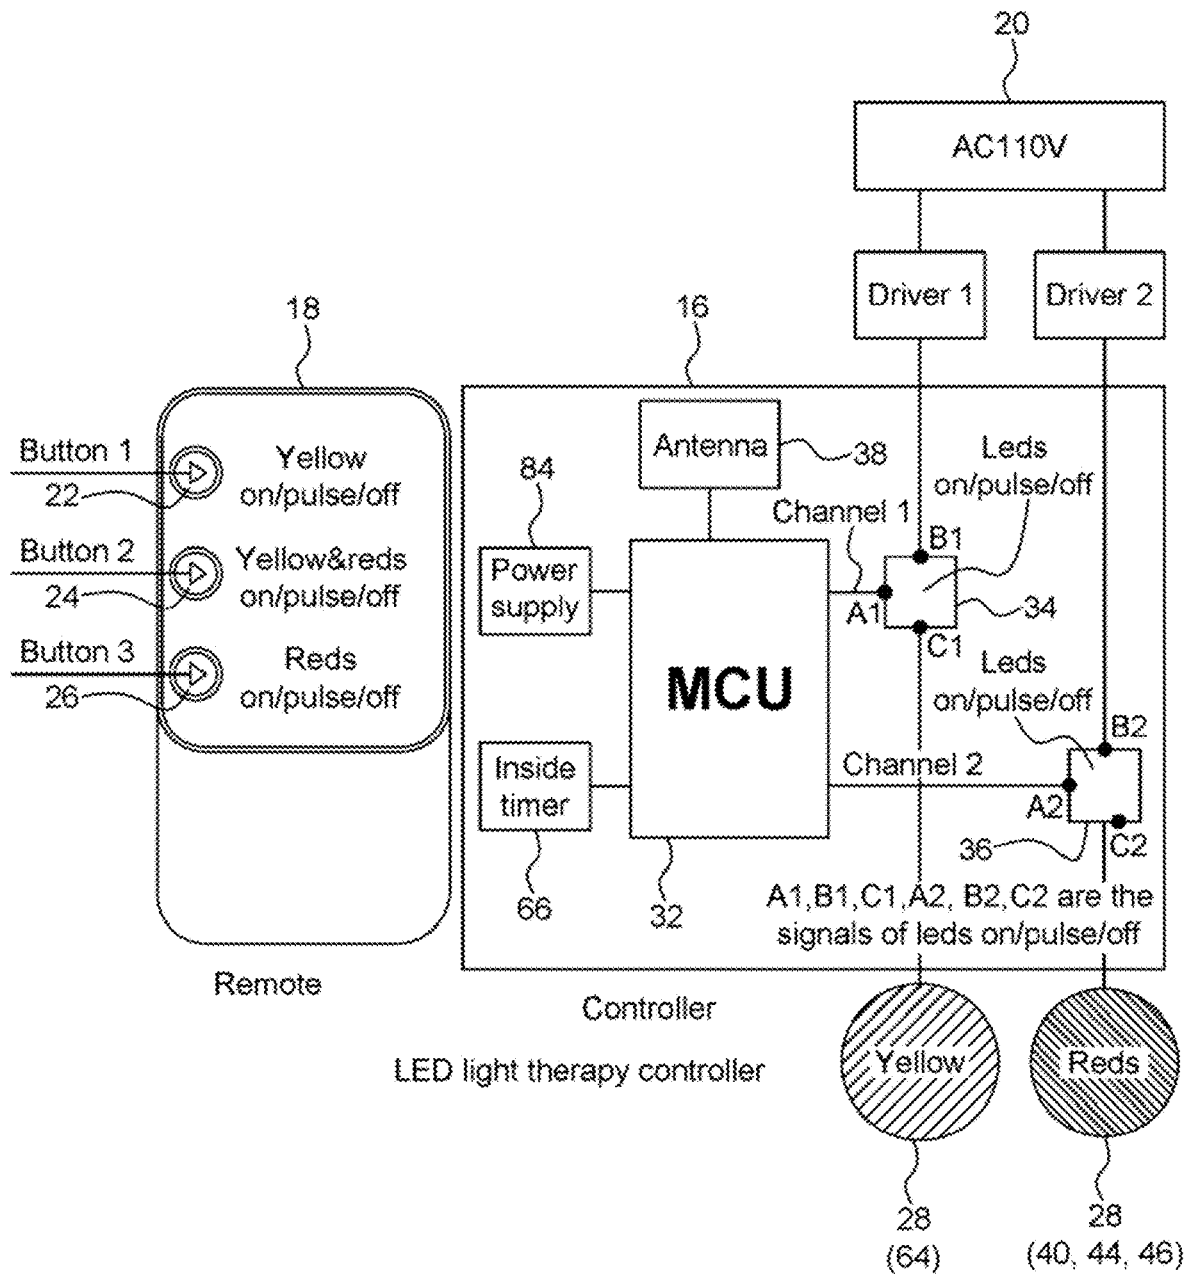 20
AC110V
Driver 1
Driver 2
18
16
Button 1
22
Yellow
on/pulse/off
Button 2
24
Yellow&reds
on/pulse/off
Button 3
26
Reds
on/pulse/off
Remote
Antenna
38
84
Power
supply
Channel 1
Leds
on/pulse/off
B1
A1
34
C1
MCU
Leds
on/pulse/off
B2
Inside
timer
Channel 2
A2
C2
36
66
32
A1,B1,C1,A2, B2,C2 are the
signals of leds on/pulse/off
Controller
LED light therapy controller
Yellow
Reds
28
(64)
28
(40, 44, 46)